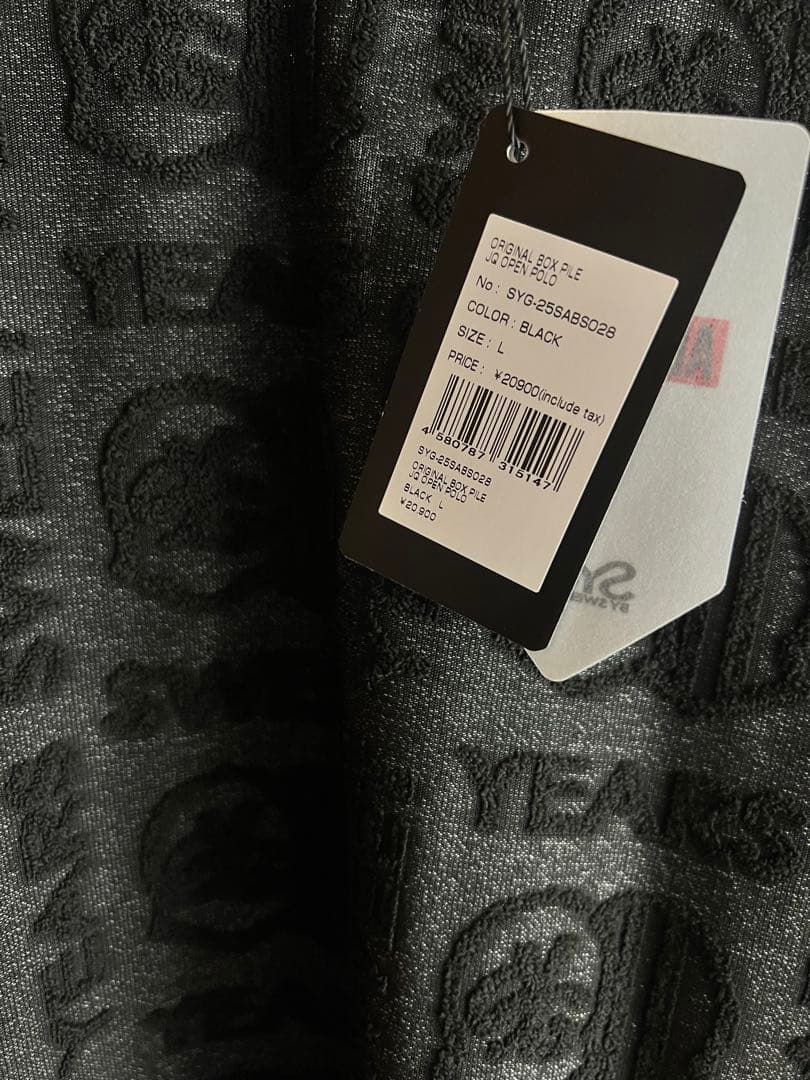 YEARS
ORIGINAL BOX PILE
JQ OPEN POLO
No : SYG-25SABS028
COLOR : BLACK
SIZE : L
PRICE : ¥20900(include tax)
4 580787 315147
SYG-25SABS028
ORIGINAL BOX PILE
JQ OPEN POLO
BLACK L
¥20,900
YEARS